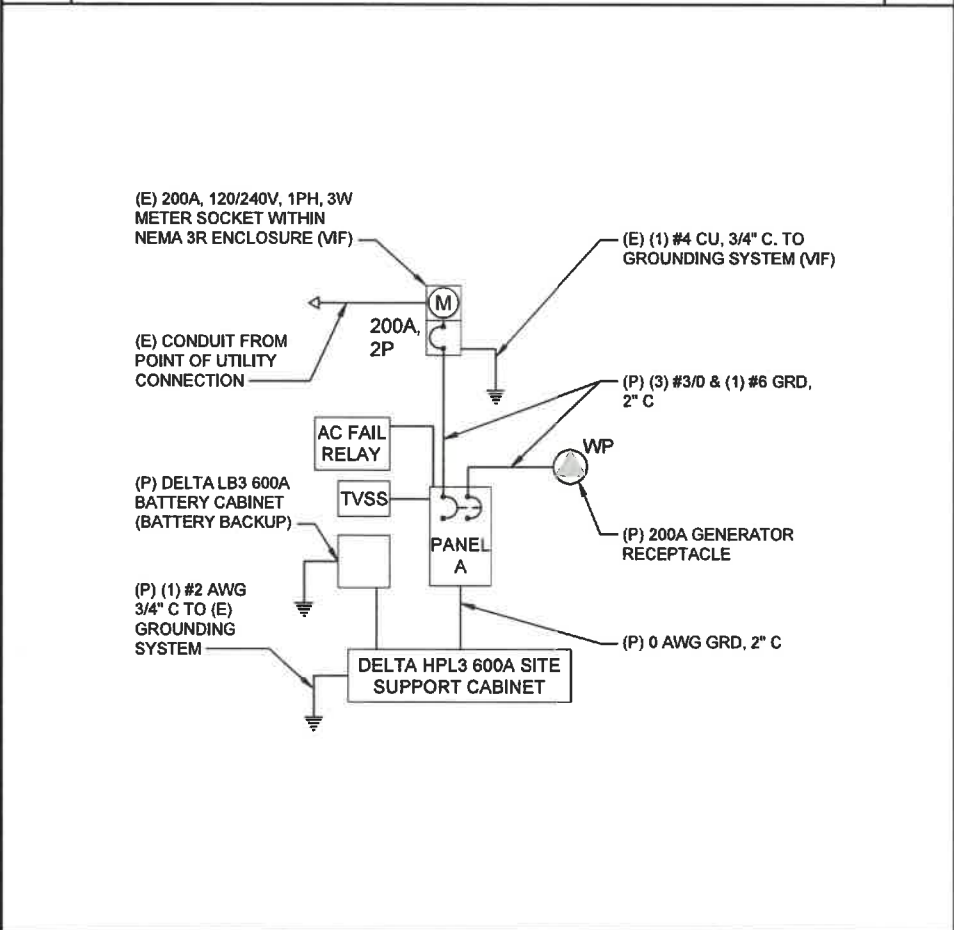 (E) 200A, 120/240V, 1PH, 3W
METER SOCKET WITHIN
NEMA 3R ENCLOSURE (VIF)
(E) (1) #4 CU, 3/4" C. TO
GROUNDING SYSTEM (VIF)
M
200A,
2P
(E) CONDUIT FROM
POINT OF UTILITY
CONNECTION
(P) (3) #3/0 & (1) #6 GRD,
2" C
AC FAIL
RELAY
WP
(P) DELTA LB3 600A
BATTERY CABINET
(BATTERY BACKUP)
TVSS
PANEL
A
(P) 200A GENERATOR
RECEPTACLE
(P) (1) #2 AWG
3/4" C TO (E)
GROUNDING
SYSTEM
(P) 0 AWG GRD, 2" C
DELTA HPL3 600A SITE
SUPPORT CABINET